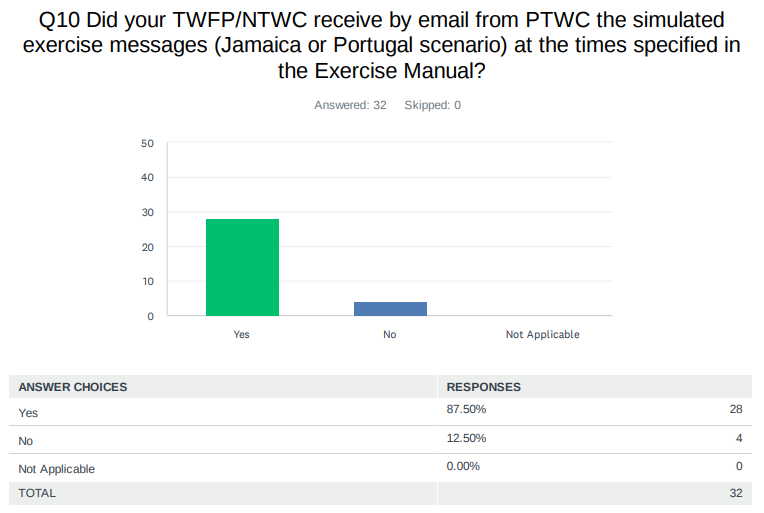 Q10 Did your TWFP/NTWC receive by email from PTWC the simulated
exercise messages (Jamaica or Portugal scenario) at the times specified in
the Exercise Manual?
Answered: 32 Skipped: 0
50
40
30
20
10
0
Yes No Not Applicable
ANSWER CHOICES RESPONSES
Yes 87.50% 28
No 12.50% 4
Not Applicable 0.00% 0
TOTAL 32